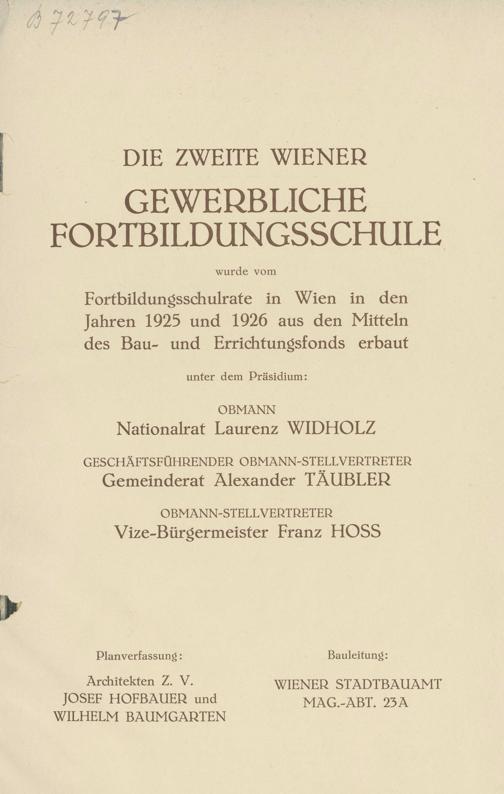 B 72797
DIE ZWEITE WIENER
GEWERBLICHE
FORTBILDUNGSSCHULE
wurde vom
Fortbildungsschulrate in Wien in den
Jahren 1925 und 1926 aus den Mitteln
des Bau- und Errichtungsfonds erbaut
unter dem Präsidium:
OBMANN
Nationalrat Laurenz WIDHOLZ
GESCHÄFTSFÜHRENDER OBMANN-STELLVERTRETER
Gemeinderat Alexander TÄUBLER
OBMANN-STELLVERTRETER
Vize-Bürgermeister Franz HOSS
Planverfassung:
Architekten Z. V.
JOSEF HOFBAUER und
WILHELM BAUMGARTEN
Bauleitung:
WIENER STADTBAUAMT
MAG.-ABT. 23A